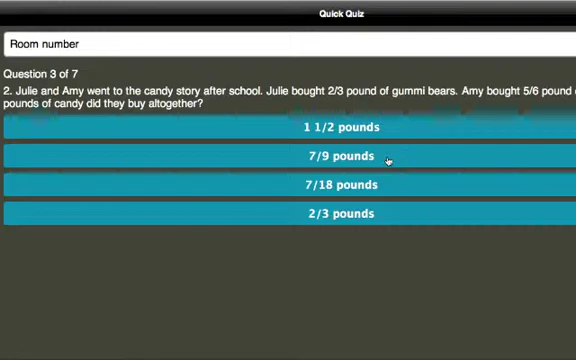 Quick Quiz
Room number
Question 3 of 7
2. Julie and Amy went to the candy story after school. Julie bought 2/3 pound of gummi bears. Amy bought 5/6 pound
pounds of candy did they buy altogether?
1 1/2 pounds
7/9 pounds
7/18 pounds
2/3 pounds